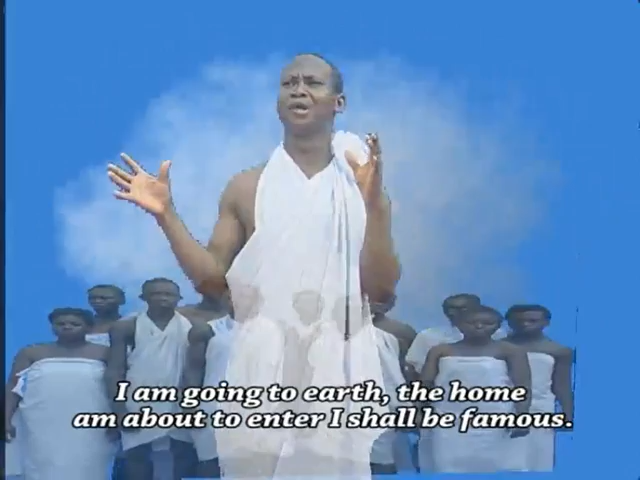 I am going to earth, the home
am about to enter I shall be famous.